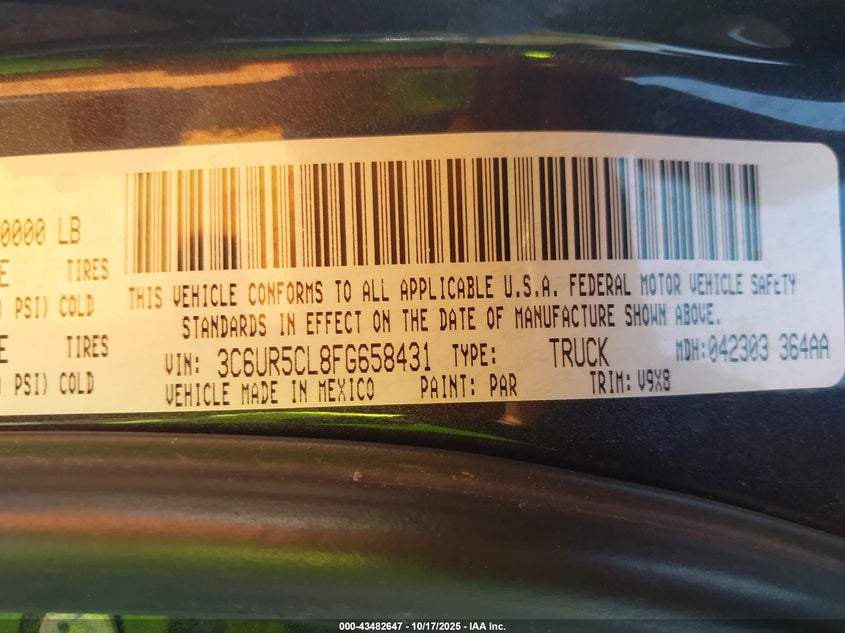 0000 LB
E TIRES
PSI) COLD
E TIRES
PSI) COLD
THIS VEHICLE CONFORMS TO ALL APPLICABLE U.S.A. FEDERAL MOTOR VEHICLE SAFETY
STANDARDS IN EFFECT ON THE DATE OF MANUFACTURE SHOWN ABOVE.
VIN: 3C6UR5CL8FG658431 TYPE: TRUCK MDH:042303 364AA
VEHICLE MADE IN MEXICO PAINT: PAR TRIM: V9X8
000-43482647 - 10/17/2025 - IAA Inc.